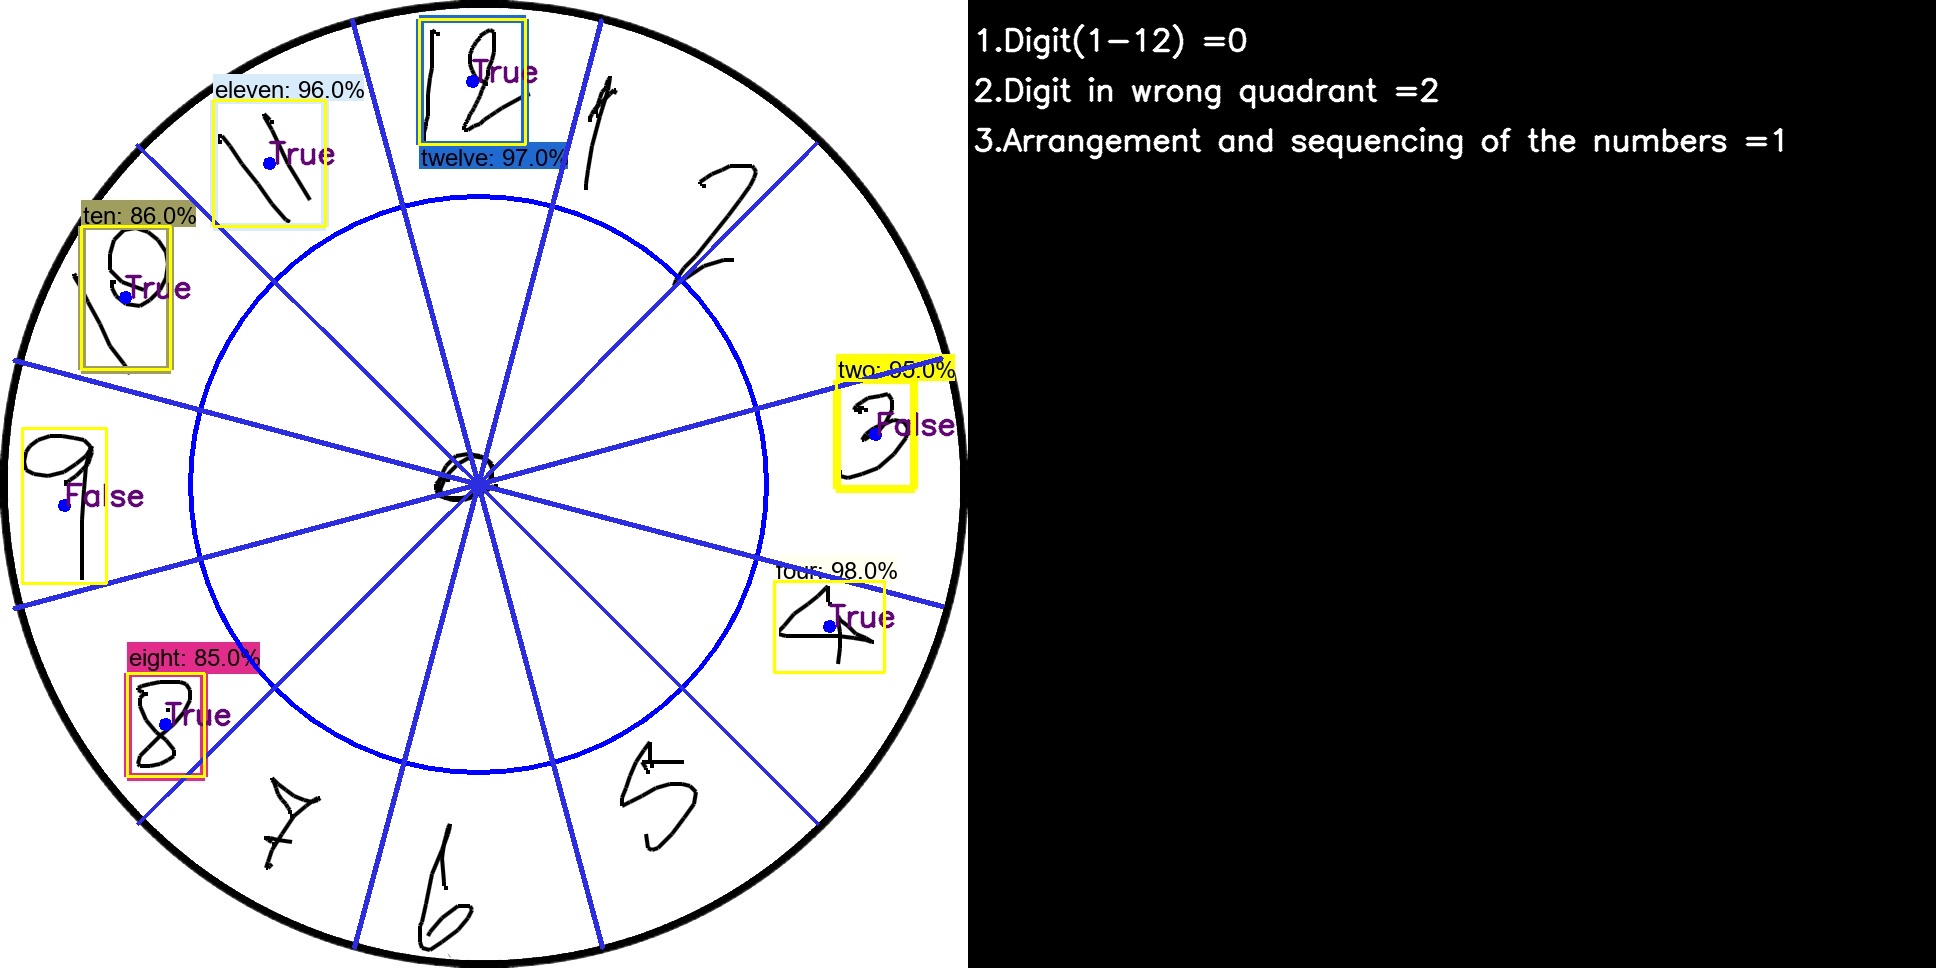 twelve: 97.0%
12
True
eleven: 96.0%
11
True
1
2
ten: 86.0%
10
True
two: 95.0%
3
False
9
False
four: 98.0%
4
True
eight: 85.0%
8
True
7
6
5
1.Digit(1-12) =0
2.Digit in wrong quadrant =2
3.Arrangement and sequencing of the numbers =1